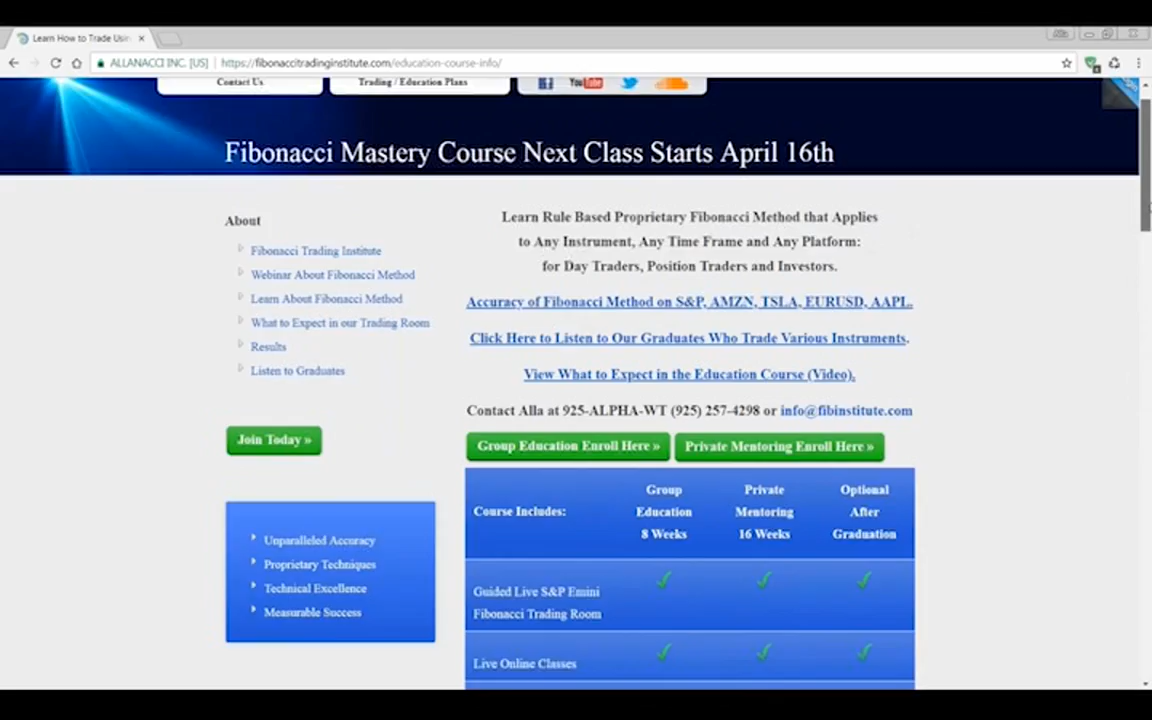 Learn How to Trade Usin
ALLANACCI INC. [US] https://fibonaccitradinginstitute.com/education-course-info/
Contact Us
Trading / Education Plans
YouTube
Fibonacci Mastery Course Next Class Starts April 16th
About
Fibonacci Trading Institute
Webinar About Fibonacci Method
Learn About Fibonacci Method
What to Expect in our Trading Room
Results
Listen to Graduates
Join Today »
Unparalleled Accuracy
Proprietary Techniques
Technical Excellence
Measurable Success
Learn Rule Based Proprietary Fibonacci Method that Applies
to Any Instrument, Any Time Frame and Any Platform:
for Day Traders, Position Traders and Investors.
Accuracy of Fibonacci Method on S&P, AMZN, TSLA, EURUSD, AAPL.
Click Here to Listen to Our Graduates Who Trade Various Instruments.
View What to Expect in the Education Course (Video).
Contact Alla at 925-ALPHA-WT (925) 257-4298 or info@fibinstitute.com
Group Education Enroll Here »
Private Mentoring Enroll Here »
Course Includes:
Group
Education
8 Weeks
Private
Mentoring
16 Weeks
Optional
After
Graduation
Guided Live S&P Emini
Fibonacci Trading Room
Live Online Classes